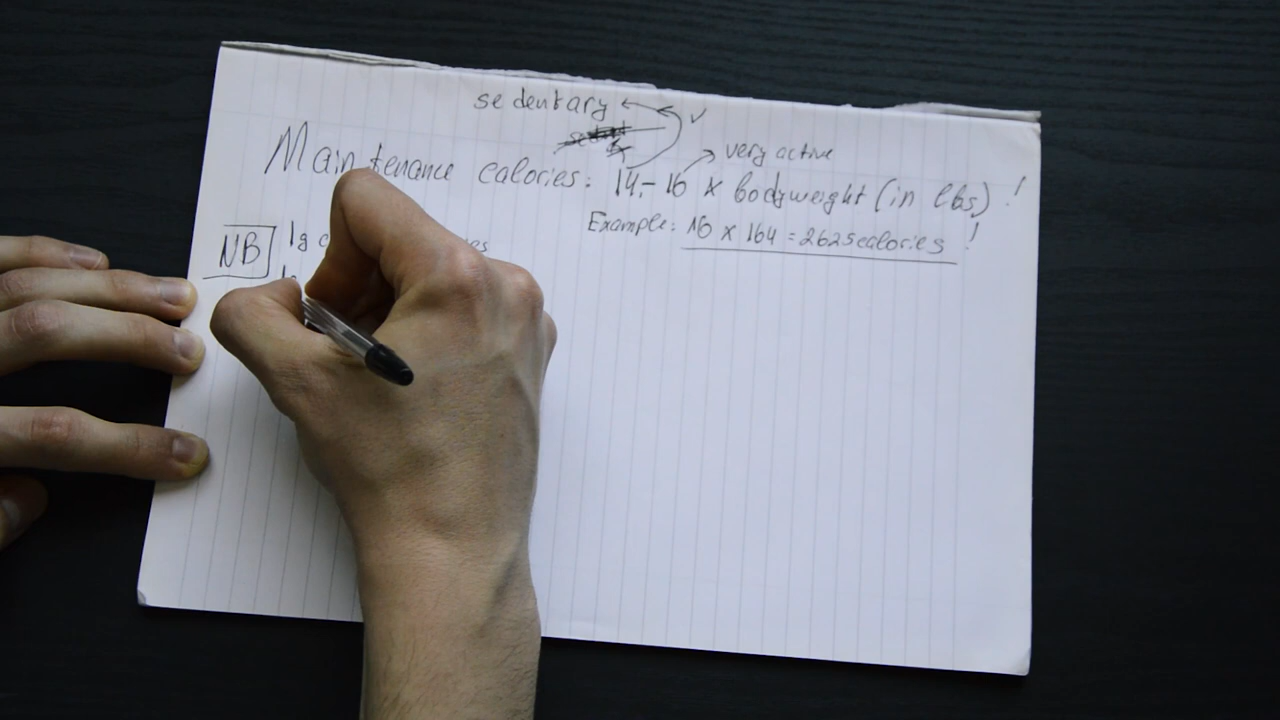 sedentary
very active
Maintenance calories: 14-16 x bodyweight (in lbs) !
Example: 16 x 164 = 2625calories !
NB 1g